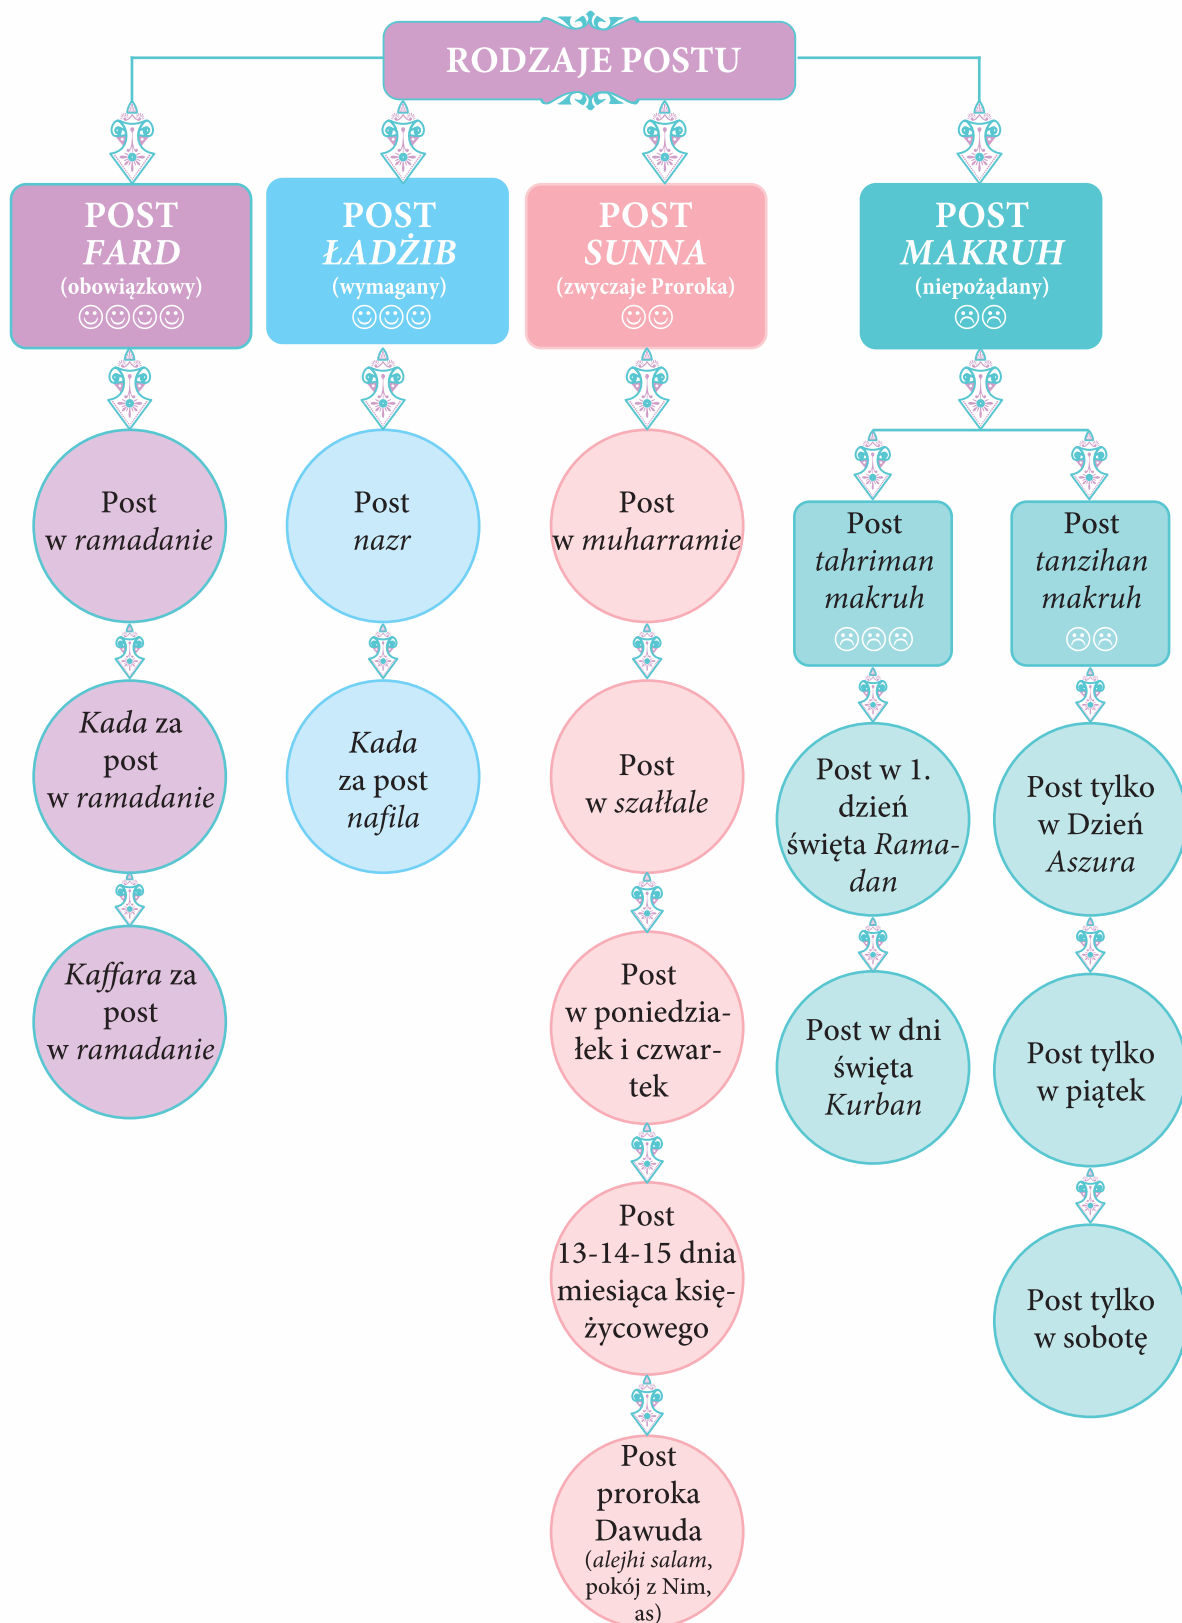 RODZAJE POSTU
POST
FARD
(obowiązkowy)
☺☺☺☺
POST
ŁADŻIB
(wymagany)
☺☺☺
POST
SUNNA
(zwyczaje Proroka)
☺☺
POST
MAKRUH
(niepożądany)
☹☹
Post
w ramadanie
Kada za
post
w ramadanie
Kaffara za
post
w ramadanie
Post
nazr
Kada
za post
nafila
Post
w muharramie
Post
w szałłale
Post
w poniedzia-
łek i czwar-
tek
Post
13-14-15 dnia
miesiąca księ-
życowego
Post
proroka
Dawuda
(alejhi salam,
pokój z Nim,
as)
Post
tahriman
makruh
☹☹☹
Post w 1.
dzień
święta Rama-
dan
Post w dni
święta
Kurban
Post
tanzihan
makruh
☹☹
Post tylko
w Dzień
Aszura
Post tylko
w piątek
Post tylko
w sobotę